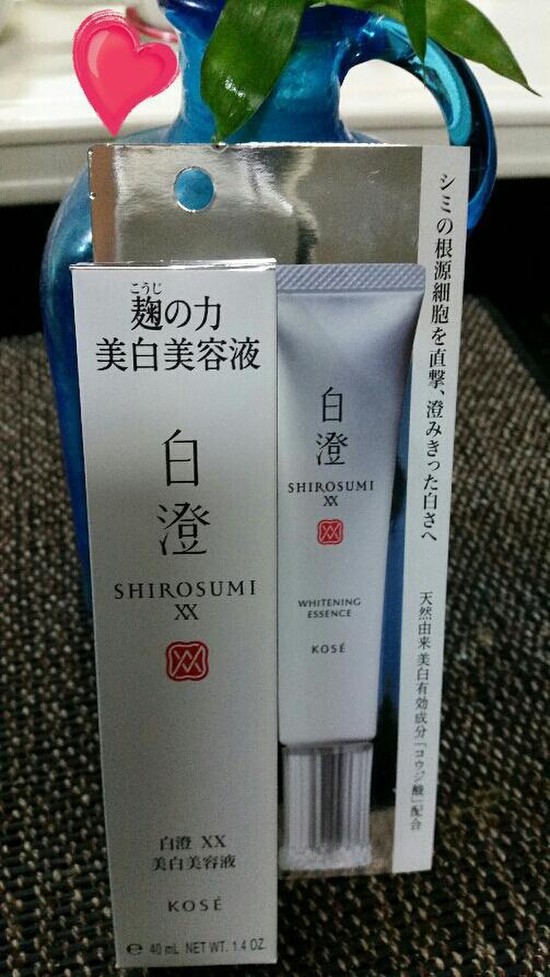 シミの根源細胞を直撃、澄みきった白さへ
天然由来 美白有効成分「コウジ酸」配合
こうじ
麹の力
美白美容液
白
澄
SHIROSUMI
XX
白澄 XX
美白美容液
KOSÉ
℮ 40 mL NET WT. 1.4 OZ.
白
澄
SHIROSUMI
XX
WHITENING
ESSENCE
KOSÉ